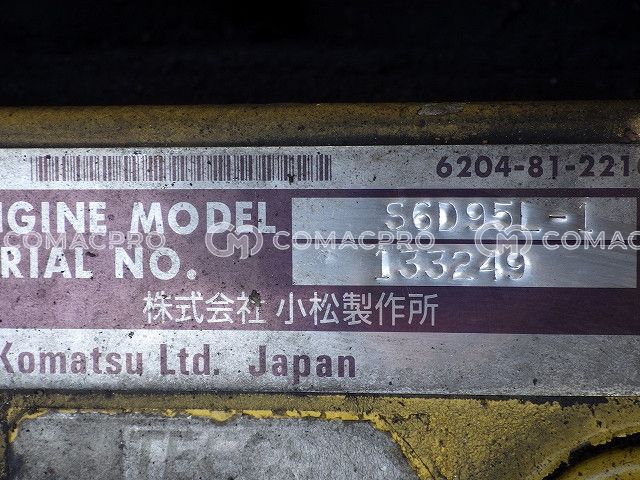 6204-81-221
NGINE MODEL S6D95L-1
RIAL NO. 133249
COMACPRO COMACPRO COMACPRO
株式会社 小松製作所
Komatsu Ltd. Japan